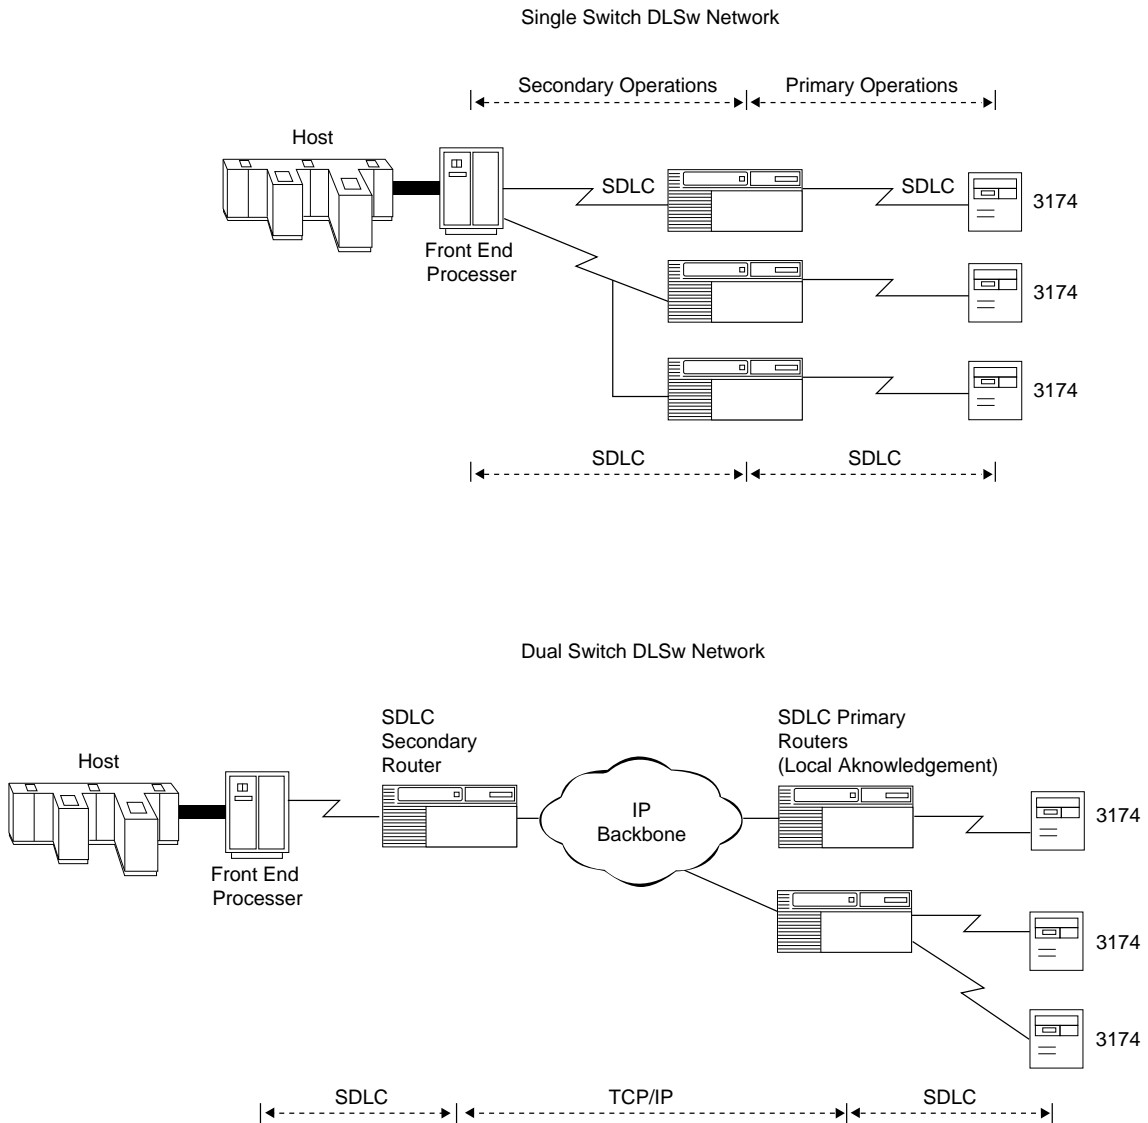 Single Switch DLSw Network
Secondary Operations
Primary Operations
Host
SDLC
SDLC
3174
Front End
Processer
3174
3174
SDLC
SDLC
Dual Switch DLSw Network
SDLC
Secondary
Router
SDLC Primary
Routers
(Local Aknowledgement)
Host
IP
Backbone
3174
Front End
Processer
3174
3174
SDLC
TCP/IP
SDLC